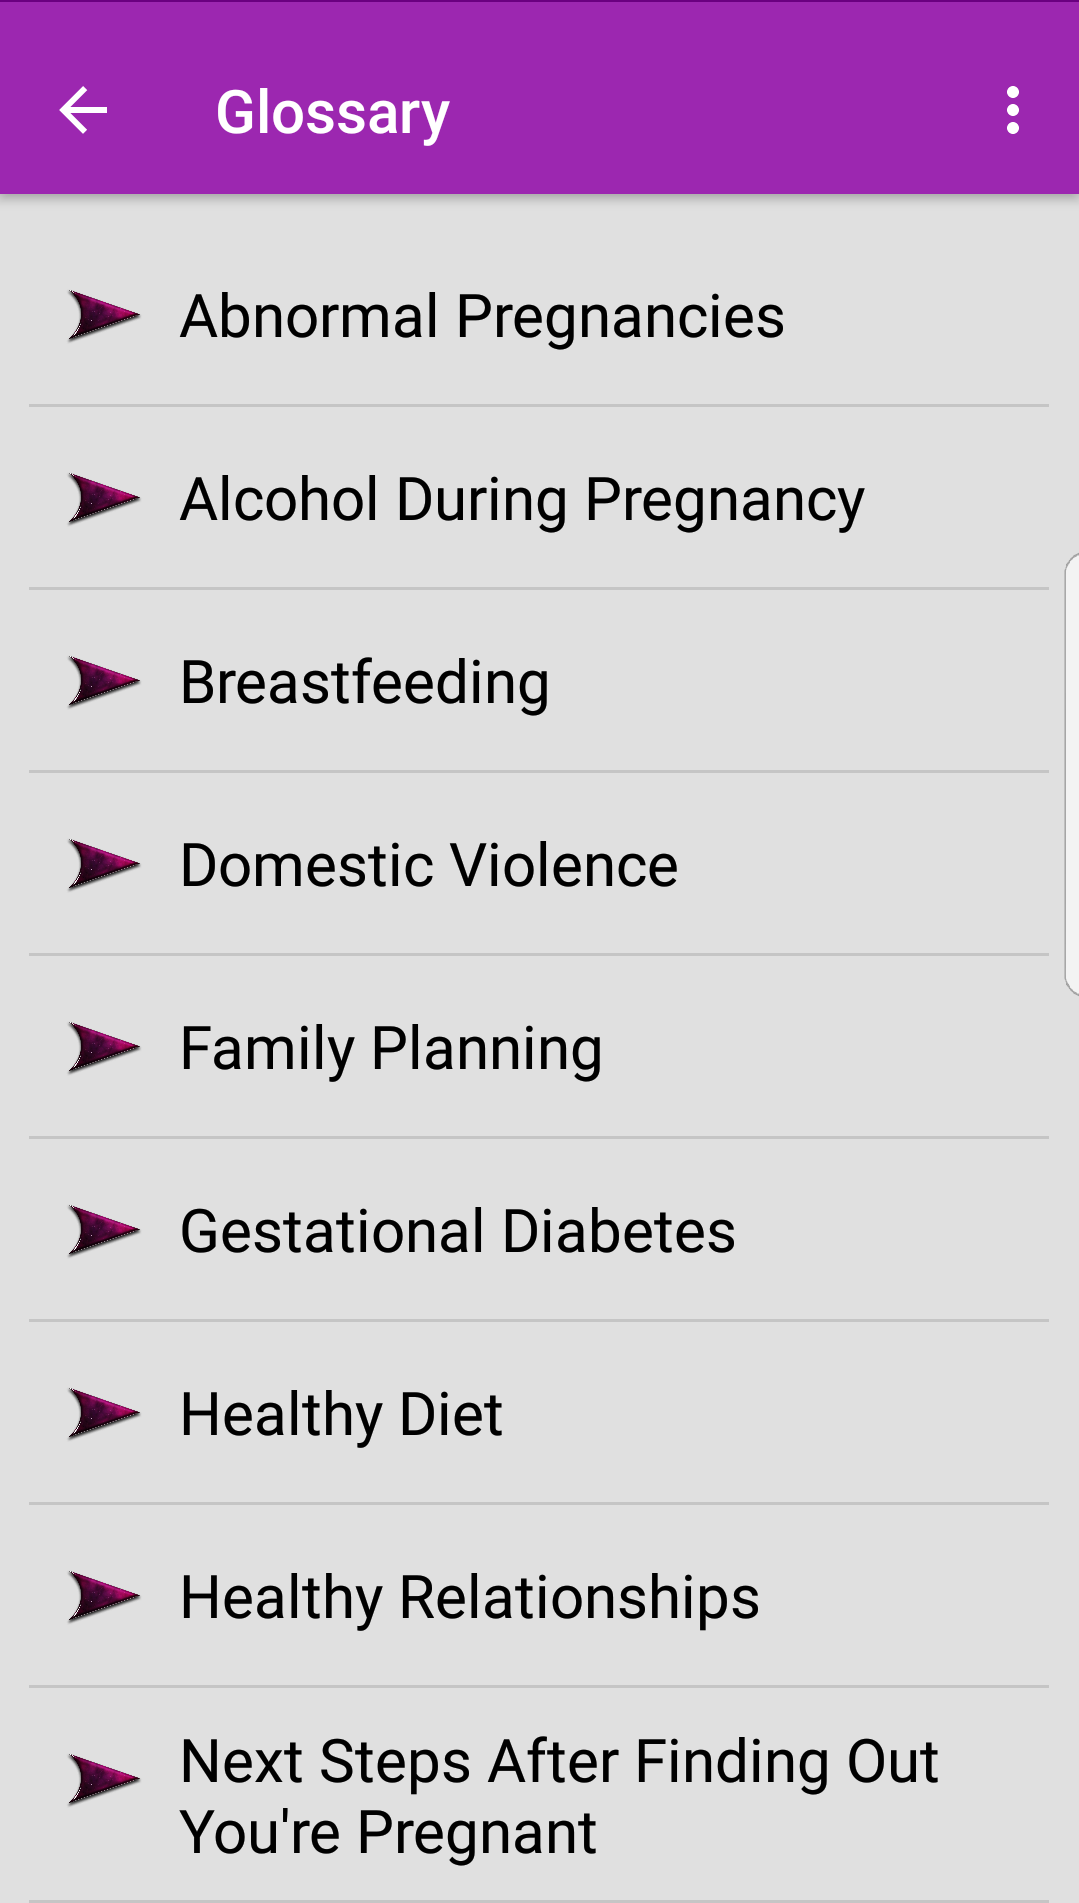 Glossary
Abnormal Pregnancies
Alcohol During Pregnancy
Breastfeeding
Domestic Violence
Family Planning
Gestational Diabetes
Healthy Diet
Healthy Relationships
Next Steps After Finding Out
You're Pregnant